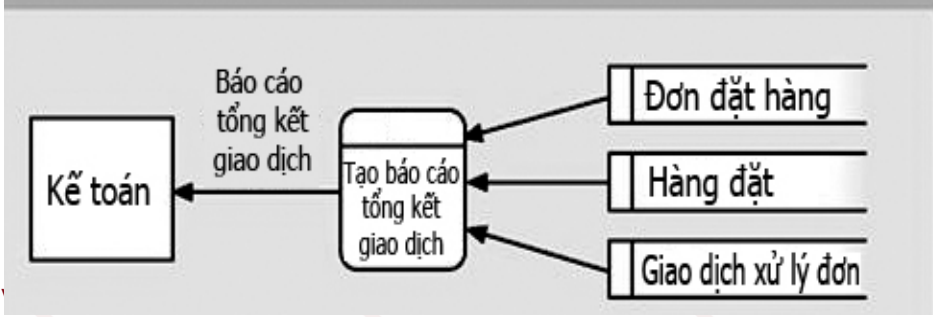 Báo cáo
tổng kết
giao dịch
Kế toán
Tạo báo cáo
tổng kết
giao dịch
Đơn đặt hàng
Hàng đặt
Giao dịch xử lý đơn